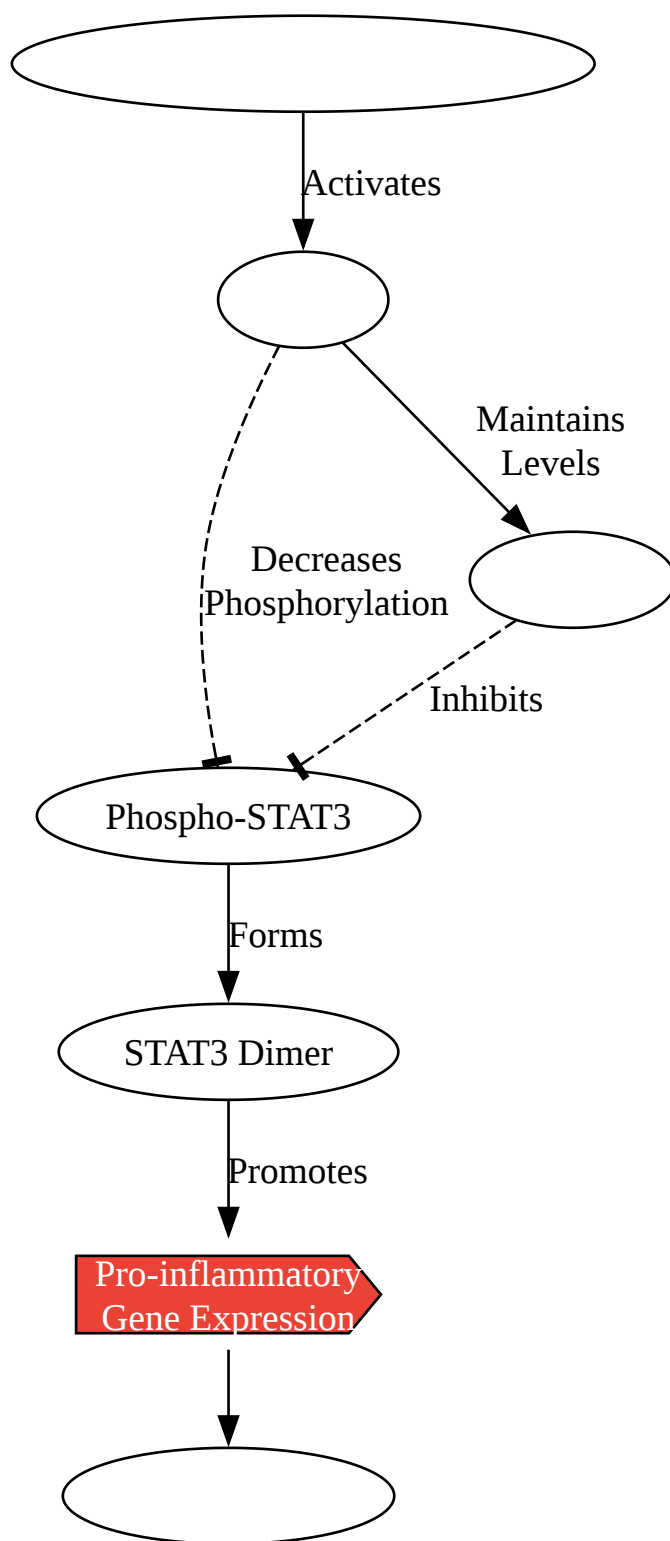 Activates
Maintains
Levels
Decreases
Phosphorylation
Inhibits
Phospho-STAT3
Forms
STAT3 Dimer
Promotes
Pro-inflammatory
Gene Expression